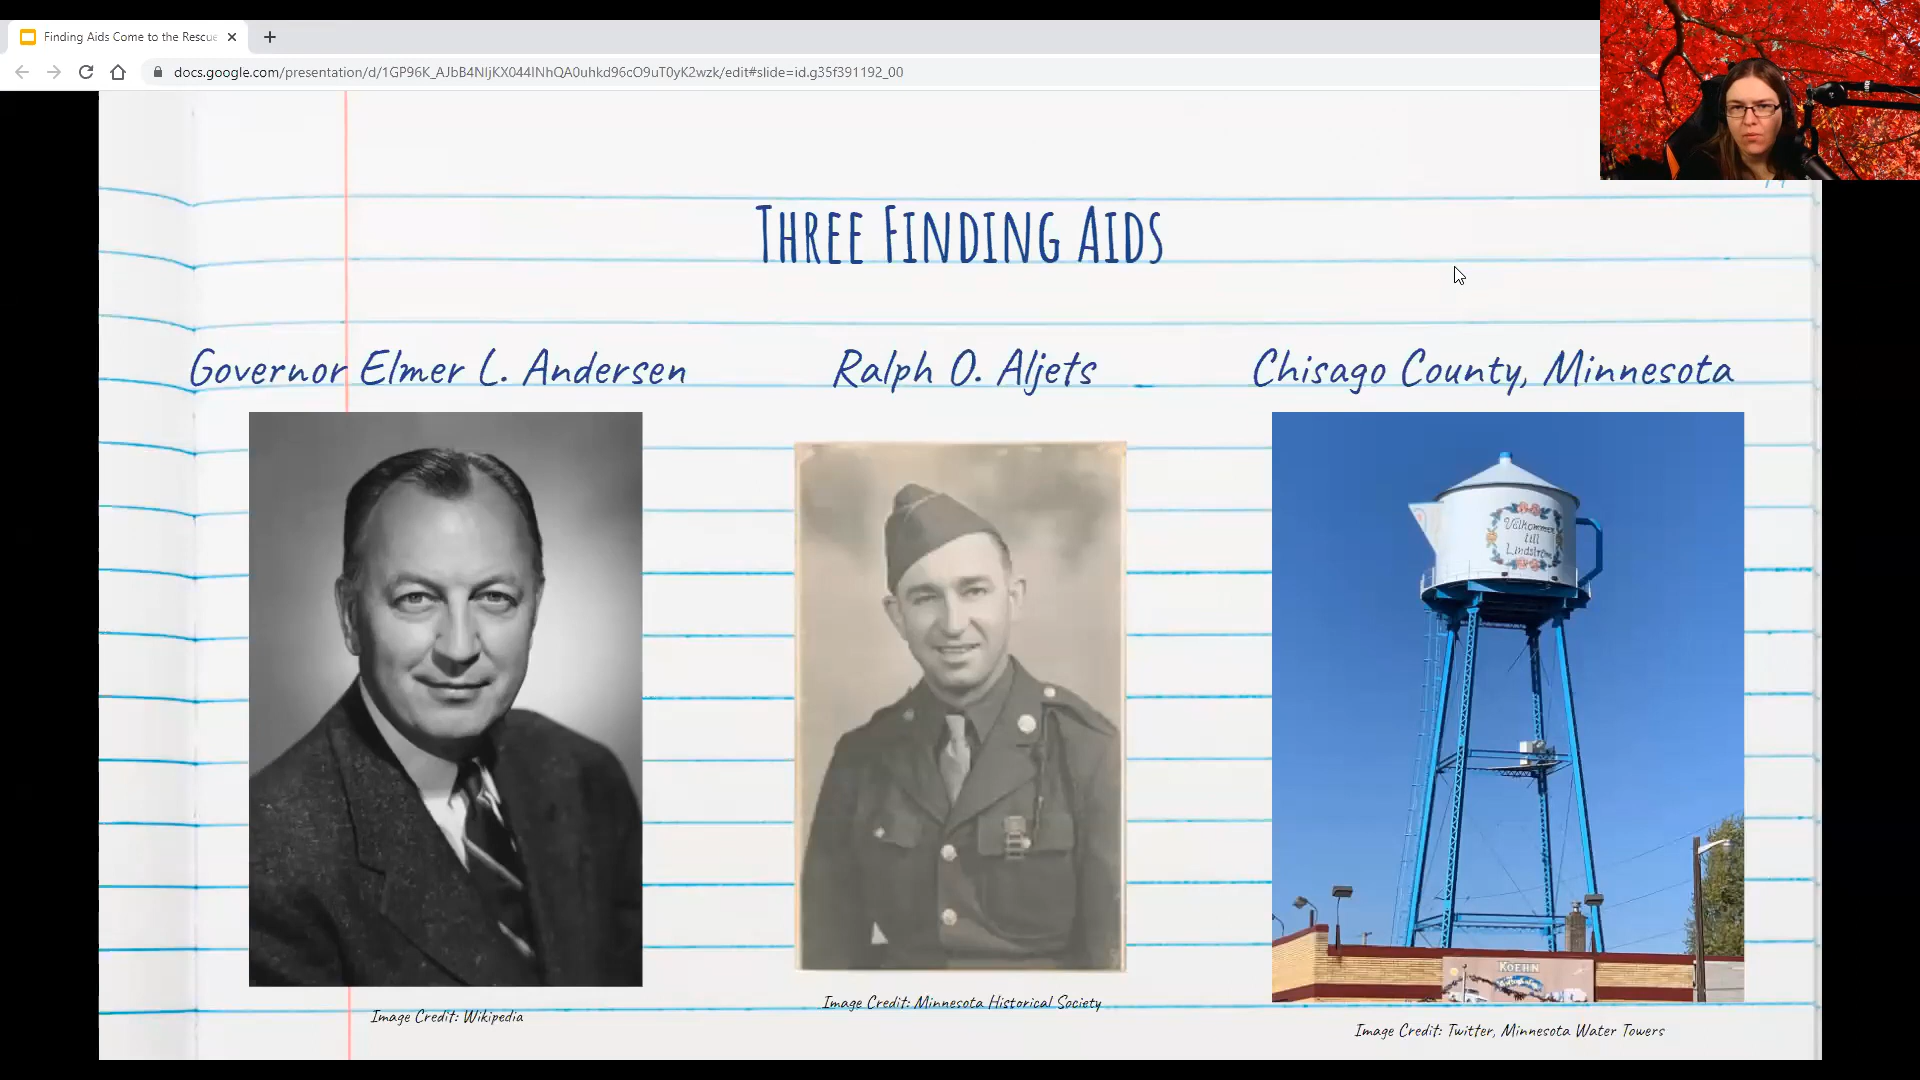 Finding Aids Come to the Rescue
docs.google.com/presentation/d/1GP96K_AJbB4NIjKX044INhQA0uhkd96cO9uT0yK2wzk/edit#slide=id.g35f391192_00
Three Finding Aids
Governor Elmer L. Andersen
Ralph O. Aljets
Chisago County, Minnesota
Välkommen
till
Lindström
KOEHN
Image Credit: Wikipedia
Image Credit: Minnesota Historical Society
Image Credit: Twitter, Minnesota Water Towers